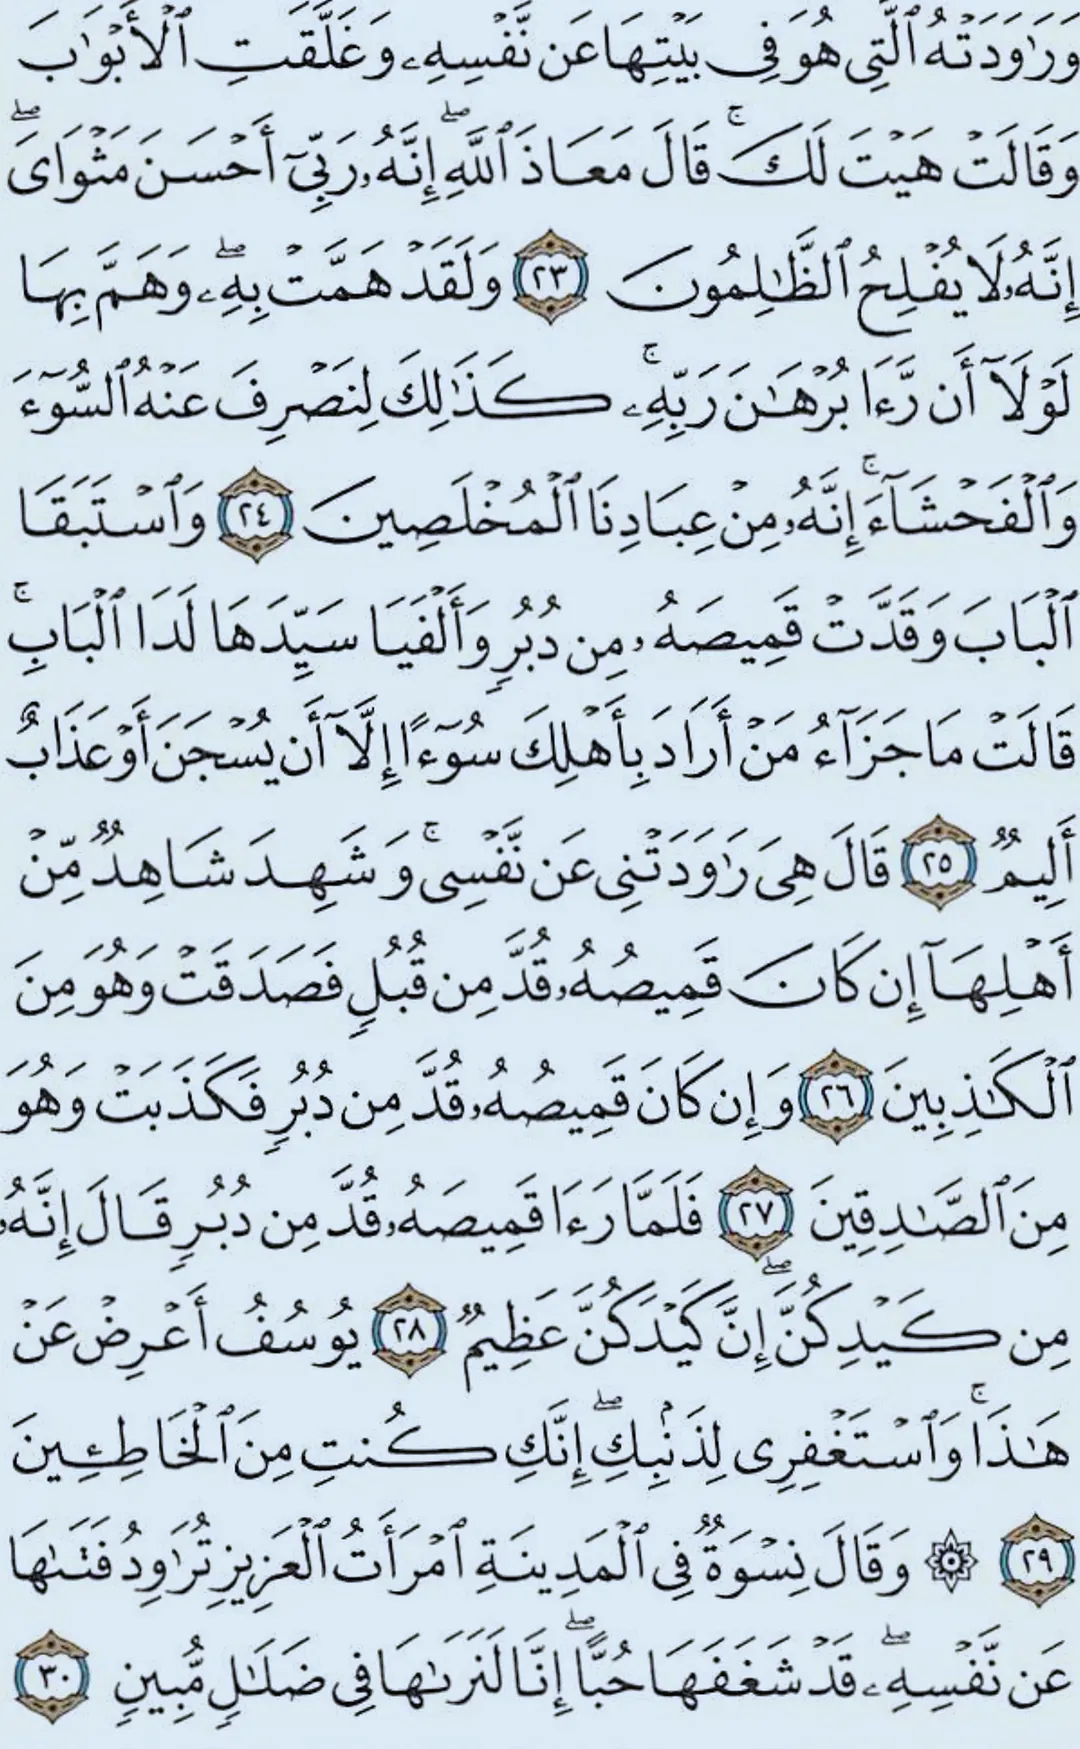 وَرَٰوَدَتْهُ ٱلَّتِى هُوَ فِى بَيْتِهَا عَن نَّفْسِهِۦ وَغَلَّقَتِ ٱلْأَبْوَٰبَ
وَقَالَتْ هَيْتَ لَكَ ۚ قَالَ مَعَاذَ ٱللَّهِ ۖ إِنَّهُۥ رَبِّىٓ أَحْسَنَ مَثْوَاىَ ۖ
إِنَّهُۥ لَا يُفْلِحُ ٱلظَّٰلِمُونَ ٢٣ وَلَقَدْ هَمَّتْ بِهِۦ ۖ وَهَمَّ بِهَا
لَوْلَآ أَن رَّءَا بُرْهَٰنَ رَبِّهِۦ ۚ كَذَٰلِكَ لِنَصْرِفَ عَنْهُ ٱلسُّوٓءَ
وَٱلْفَحْشَآءَ ۚ إِنَّهُۥ مِنْ عِبَادِنَا ٱلْمُخْلَصِينَ ٢٤ وَٱسْتَبَقَا
ٱلْبَابَ وَقَدَّتْ قَمِيصَهُۥ مِن دُبُرٍ وَأَلْفَيَا سَيِّدَهَا لَدَا ٱلْبَابِ ۚ
قَالَتْ مَا جَزَآءُ مَنْ أَرَادَ بِأَهْلِكَ سُوٓءًا إِلَّآ أَن يُسْجَنَ أَوْ عَذَابٌ
أَلِيمٌ ٢٥ قَالَ هِىَ رَٰوَدَتْنِى عَن نَّفْسِى ۚ وَشَهِدَ شَاهِدٌ مِّنْ
أَهْلِهَآ إِن كَانَ قَمِيصُهُۥ قُدَّ مِن قُبُلٍ فَصَدَقَتْ وَهُوَ مِنَ
ٱلْكَٰذِبِينَ ٢٦ وَإِن كَانَ قَمِيصُهُۥ قُدَّ مِن دُبُرٍ فَكَذَبَتْ وَهُوَ
مِنَ ٱلصَّٰدِقِينَ ٢٧ فَلَمَّا رَءَا قَمِيصَهُۥ قُدَّ مِن دُبُرٍ قَالَ إِنَّهُۥ
مِن كَيْدِكُنَّ ۖ إِنَّ كَيْدَكُنَّ عَظِيمٌ ٢٨ يُوسُفُ أَعْرِضْ عَنْ
هَٰذَا ۚ وَٱسْتَغْفِرِى لِذَنۢبِكِ ۖ إِنَّكِ كُنتِ مِنَ ٱلْخَاطِـِٔينَ
٢٩ ۞ وَقَالَ نِسْوَةٌ فِى ٱلْمَدِينَةِ ٱمْرَأَتُ ٱلْعَزِيزِ تُرَٰوِدُ فَتَىٰهَا
عَن نَّفْسِهِۦ ۖ قَدْ شَغَفَهَا حُبًّا ۖ إِنَّا لَنَرَىٰهَا فِى ضَلَٰلٍ مُّبِينٍ ٣٠